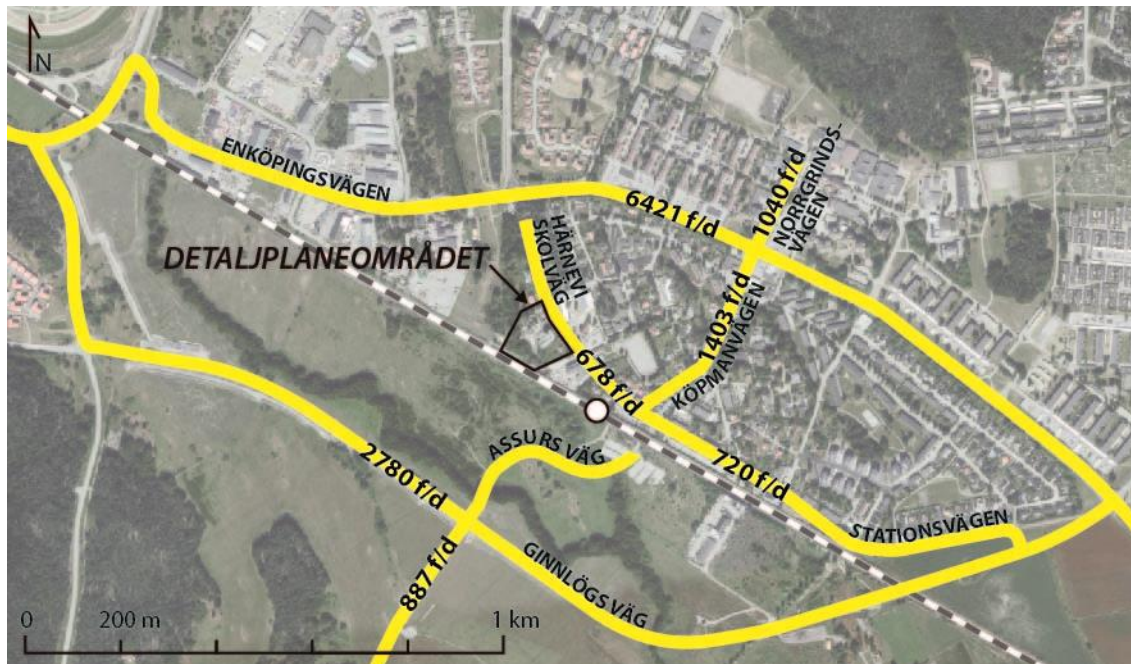 N
ENKÖPINGSVÄGEN
6421 f/d
1040 f/d
NORRGRINDS-
VÄGEN
HÄRNEVI
SKOLVÄG
DETALJPLANEOMRÅDET
1403 f/d
KÖPMANVÄGEN
678 f/d
ASSURS VÄG
2780 f/d
720 f/d
STATIONSVÄGEN
887 f/d
GINNLÖGS VÄG
0 200 m 1 km